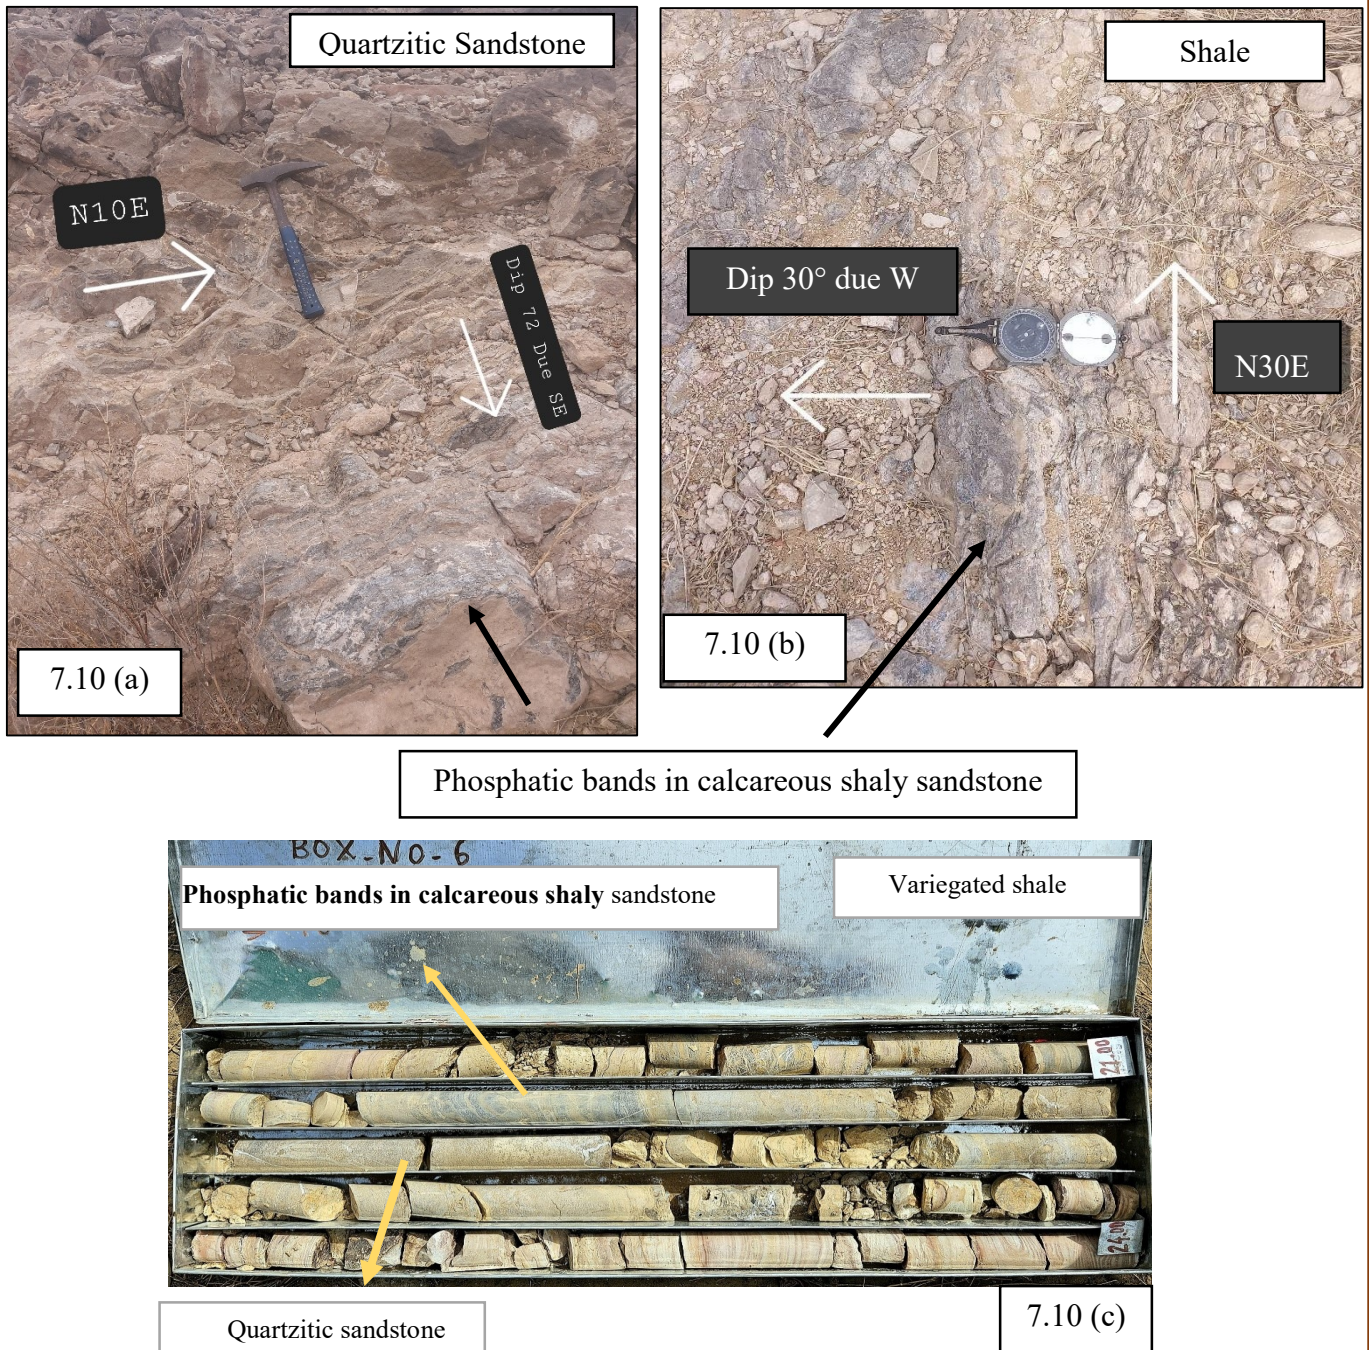 Quartzitic Sandstone
N10E
Dip 72 Due SE
7.10 (a)
Shale
Dip 30° due W
N30E
7.10 (b)
Phosphatic bands in calcareous shaly sandstone
BOX-NO-6
Phosphatic bands in calcareous shaly sandstone
Variegated shale
21.00
24.00
Quartzitic sandstone
7.10 (c)